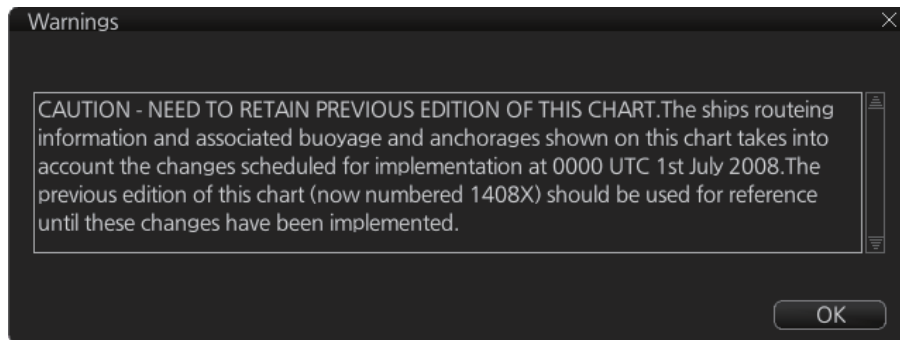 Warnings
CAUTION - NEED TO RETAIN PREVIOUS EDITION OF THIS CHART.The ships routeing
information and associated buoyage and anchorages shown on this chart takes into
account the changes scheduled for implementation at 0000 UTC 1st July 2008.The
previous edition of this chart (now numbered 1408X) should be used for reference
until these changes have been implemented.
OK